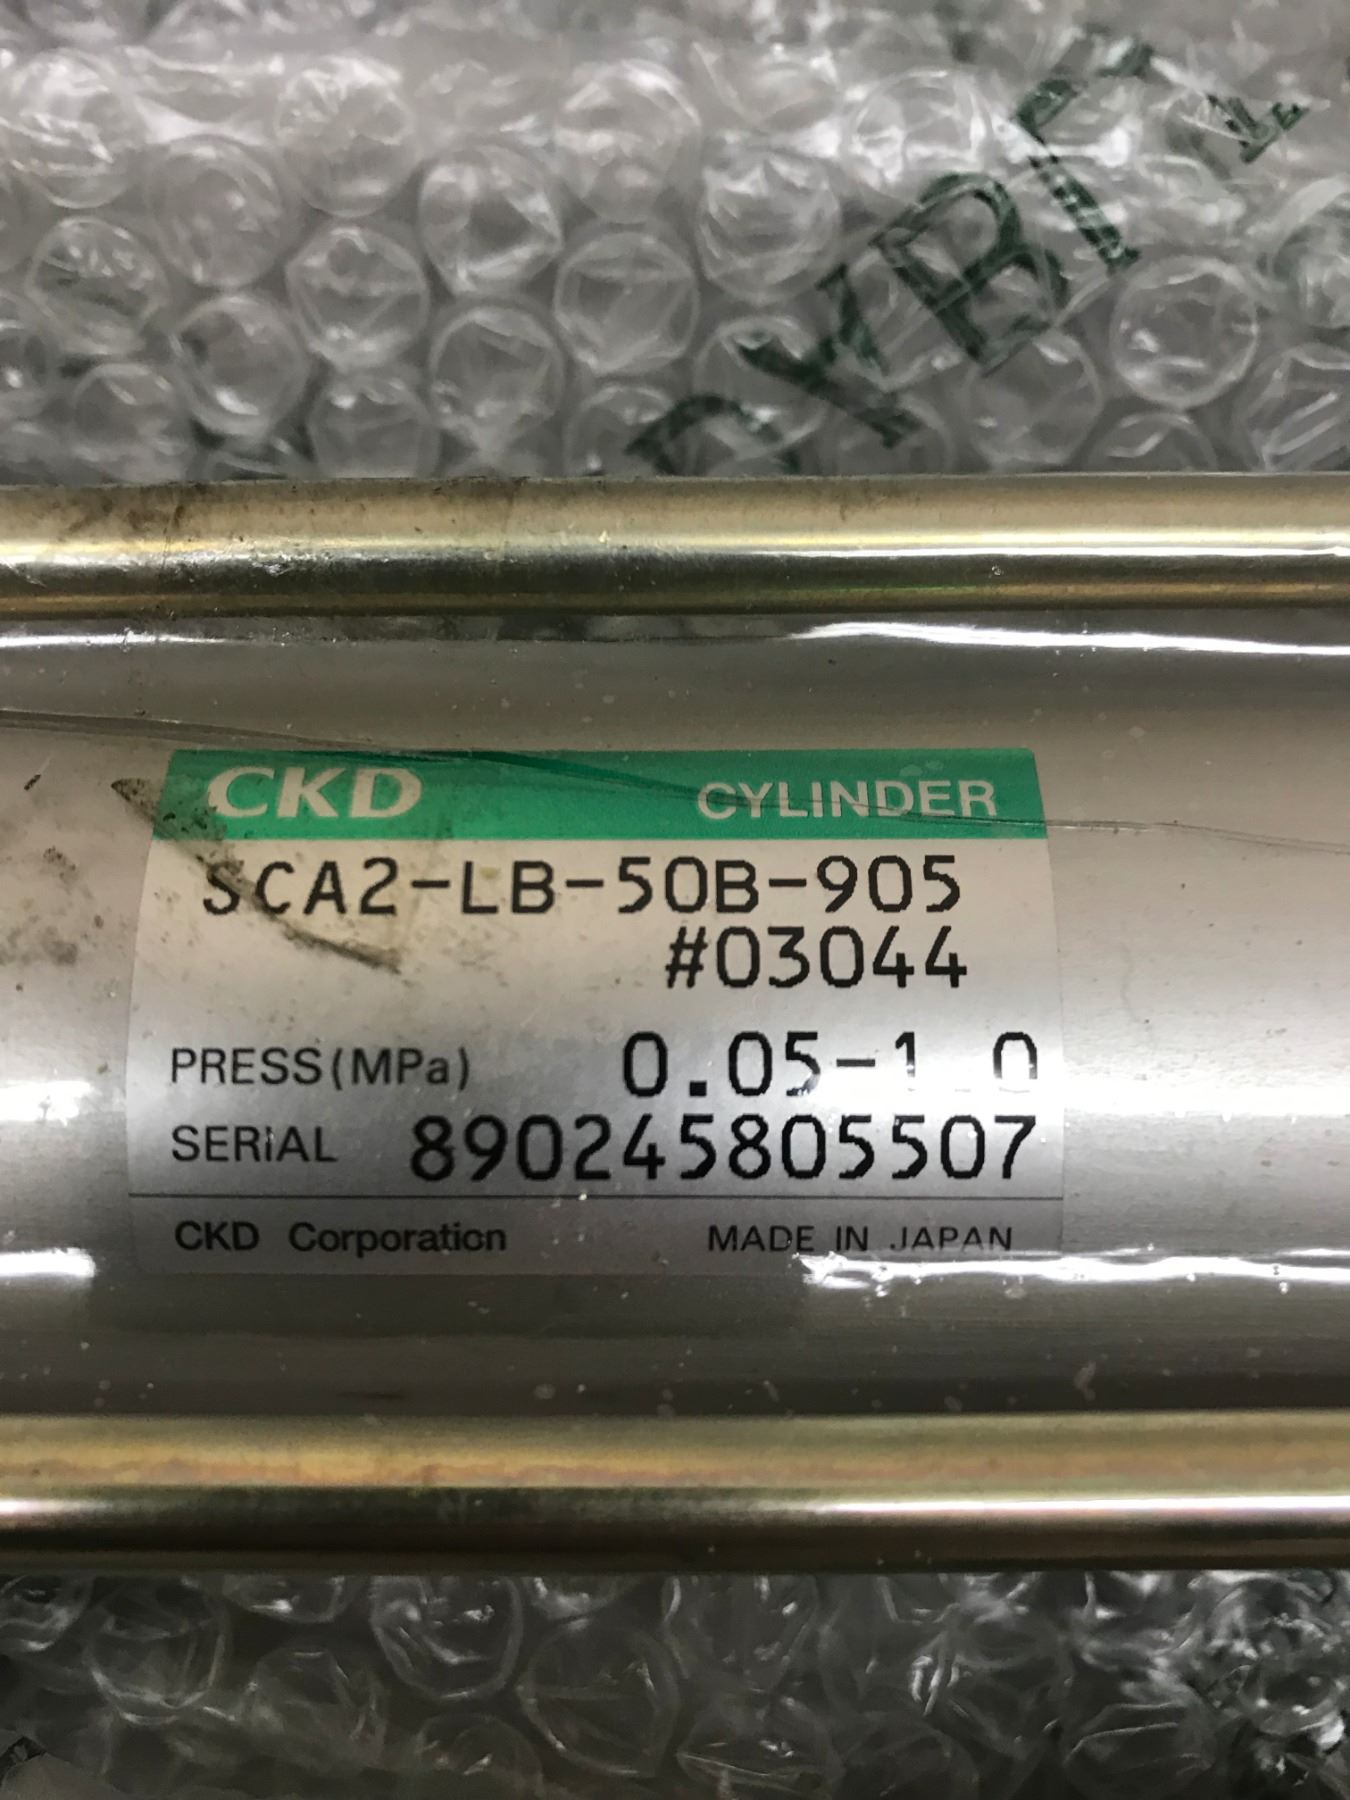 CKD CYLINDER
SCA2-LB-50B-905
#03044
PRESS(MPa) 0.05-1.0
SERIAL 890245805507
CKD Corporation MADE IN JAPAN